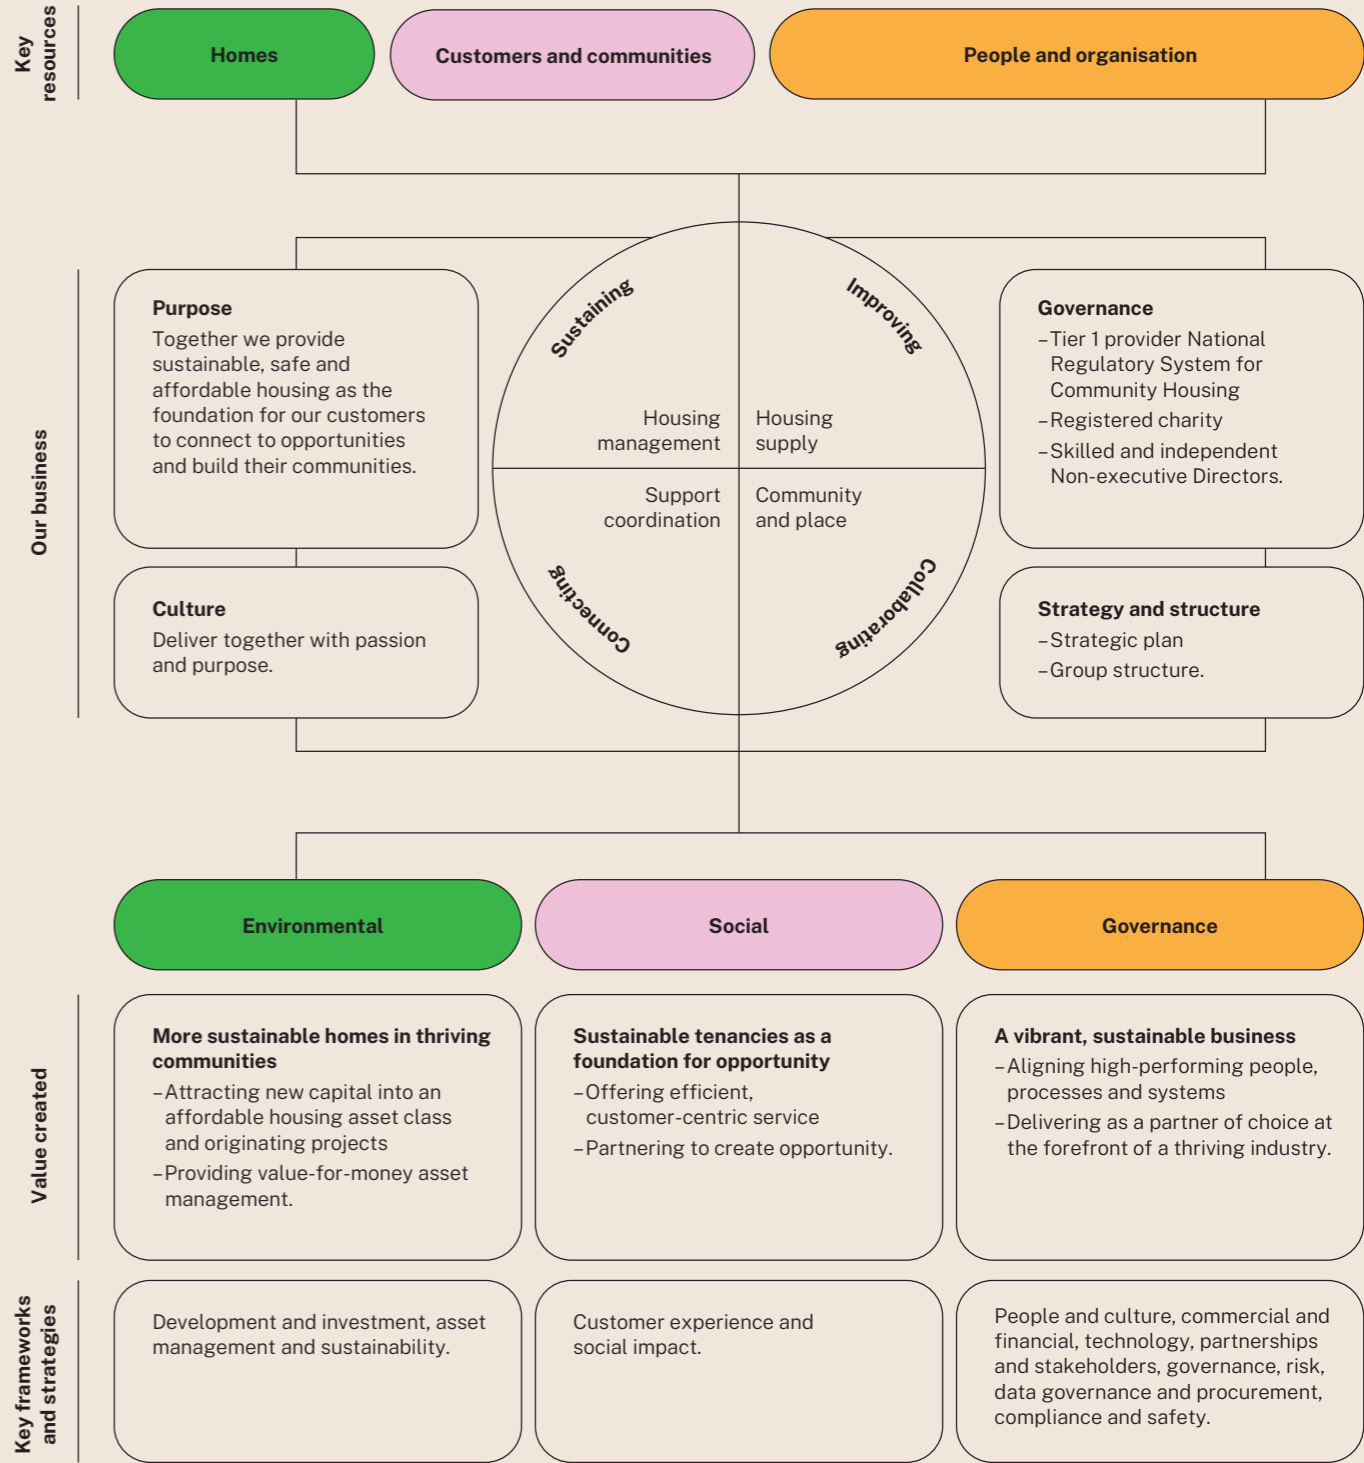 Key
resources
Homes
Customers and communities
People and organisation
Our business
Purpose
Together we provide
sustainable, safe and
affordable housing as the
foundation for our customers
to connect to opportunities
and build their communities.
Culture
Deliver together with passion
and purpose.
Sustaining
Improving
Housing
management
Housing
supply
Support
coordination
Community
and place
Connecting
Collaborating
Governance
–Tier 1 provider National
Regulatory System for
Community Housing
–Registered charity
–Skilled and independent
Non-executive Directors.
Strategy and structure
–Strategic plan
–Group structure.
Environmental
Social
Governance
Value created
More sustainable homes in thriving
communities
–Attracting new capital into an
affordable housing asset class
and originating projects
–Providing value-for-money asset
management.
Sustainable tenancies as a
foundation for opportunity
–Offering efficient,
customer-centric service
–Partnering to create opportunity.
A vibrant, sustainable business
–Aligning high-performing people,
processes and systems
–Delivering as a partner of choice at
the forefront of a thriving industry.
Key frameworks
and strategies
Development and investment, asset
management and sustainability.
Customer experience and
social impact.
People and culture, commercial and
financial, technology, partnerships
and stakeholders, governance, risk,
data governance and procurement,
compliance and safety.